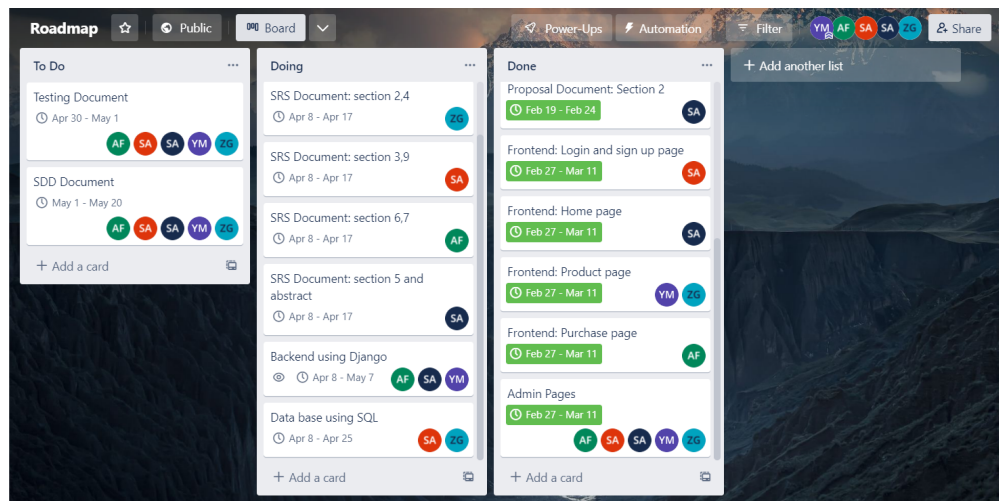 Roadmap
Public
Board
Power-Ups
Automation
Filter
YM AF SA SA ZG
Share
To Do
Testing Document
Apr 30 - May 1
AF SA SA YM ZG
SDD Document
May 1 - May 20
AF SA SA YM ZG
+ Add a card
Doing
SRS Document: section 2,4
Apr 8 - Apr 17
ZG
SRS Document: section 3,9
Apr 8 - Apr 17
SA
SRS Document: section 6,7
Apr 8 - Apr 17
AF
SRS Document: section 5 and
abstract
Apr 8 - Apr 17
SA
Backend using Django
Apr 8 - May 7
AF SA YM
Data base using SQL
Apr 8 - Apr 25
SA ZG
+ Add a card
Done
Proposal Document: Section 2
Feb 19 - Feb 24
SA
Frontend: Login and sign up page
Feb 27 - Mar 11
SA
Frontend: Home page
Feb 27 - Mar 11
SA
Frontend: Product page
Feb 27 - Mar 11
YM ZG
Frontend: Purchase page
Feb 27 - Mar 11
AF
Admin Pages
Feb 27 - Mar 11
AF SA SA YM ZG
+ Add a card
+ Add another list